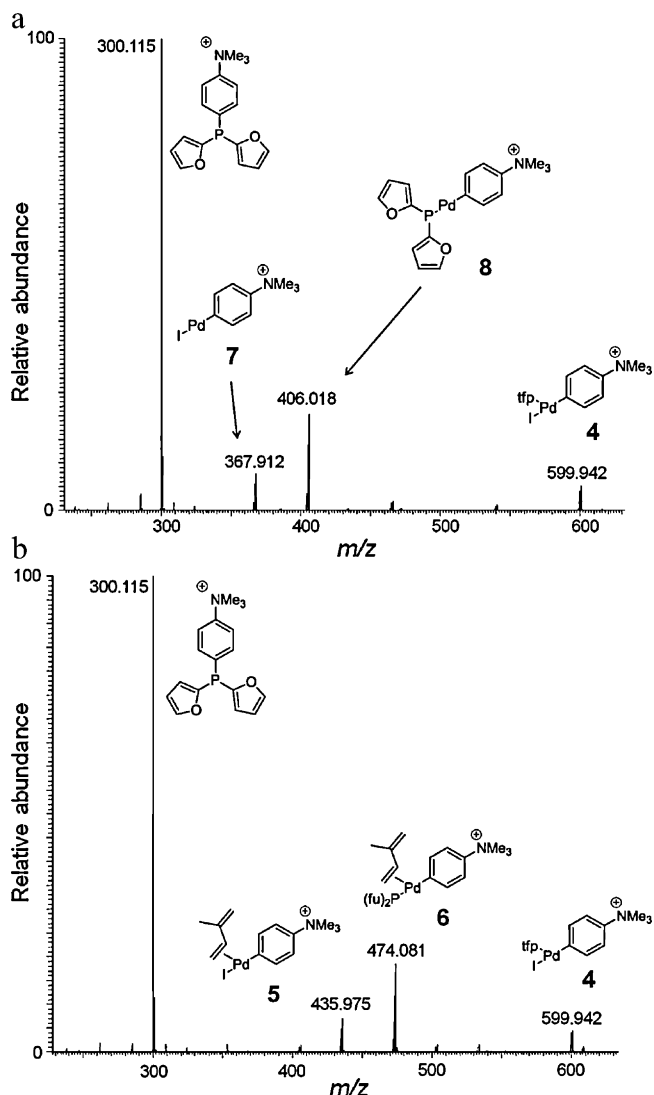 a
100
300.115
⊕
NMe3
P
O
O
⊕
NMe3
Pd
P
O
O
8
⊕
NMe3
Pd
I
7
406.018
367.912
⊕
NMe3
tfp
Pd
I
4
599.942
Relative abundance
0
300
400
500
600
m/z
b
100
300.115
⊕
NMe3
P
O
O
⊕
NMe3
Pd
(fu)2P
6
⊕
NMe3
Pd
I
5
474.081
435.975
⊕
NMe3
tfp
Pd
I
4
599.942
Relative abundance
0
300
400
500
600
m/z